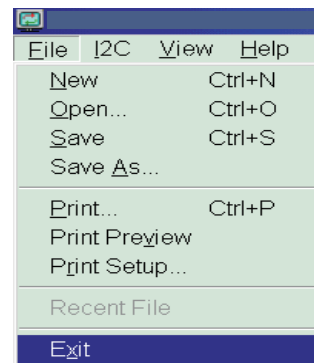 File I2C View Help
New Ctrl+N
Open... Ctrl+O
Save Ctrl+S
Save As...
Print... Ctrl+P
Print Preview
Print Setup...
Recent File
Exit